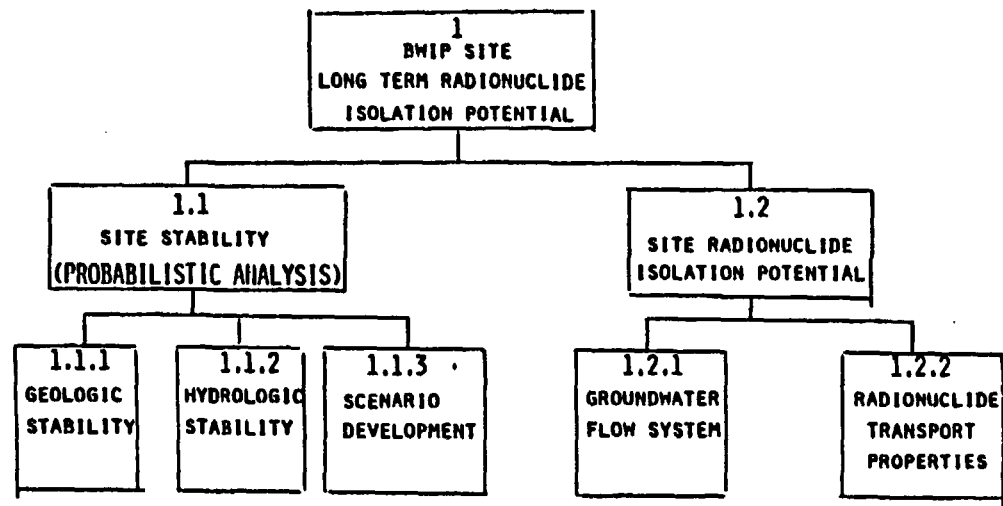 1
BWIP SITE
LONG TERM RADIONUCLIDE
ISOLATION POTENTIAL
1.1
SITE STABILITY
(PROBABILISTIC ANALYSIS)
1.2
SITE RADIONUCLIDE
ISOLATION POTENTIAL
1.1.1
GEOLOGIC
STABILITY
1.1.2
HYDROLOGIC
STABILITY
1.1.3
SCENARIO
DEVELOPMENT
1.2.1
GROUNDWATER
FLOW SYSTEM
1.2.2
RADIONUCLIDE
TRANSPORT
PROPERTIES